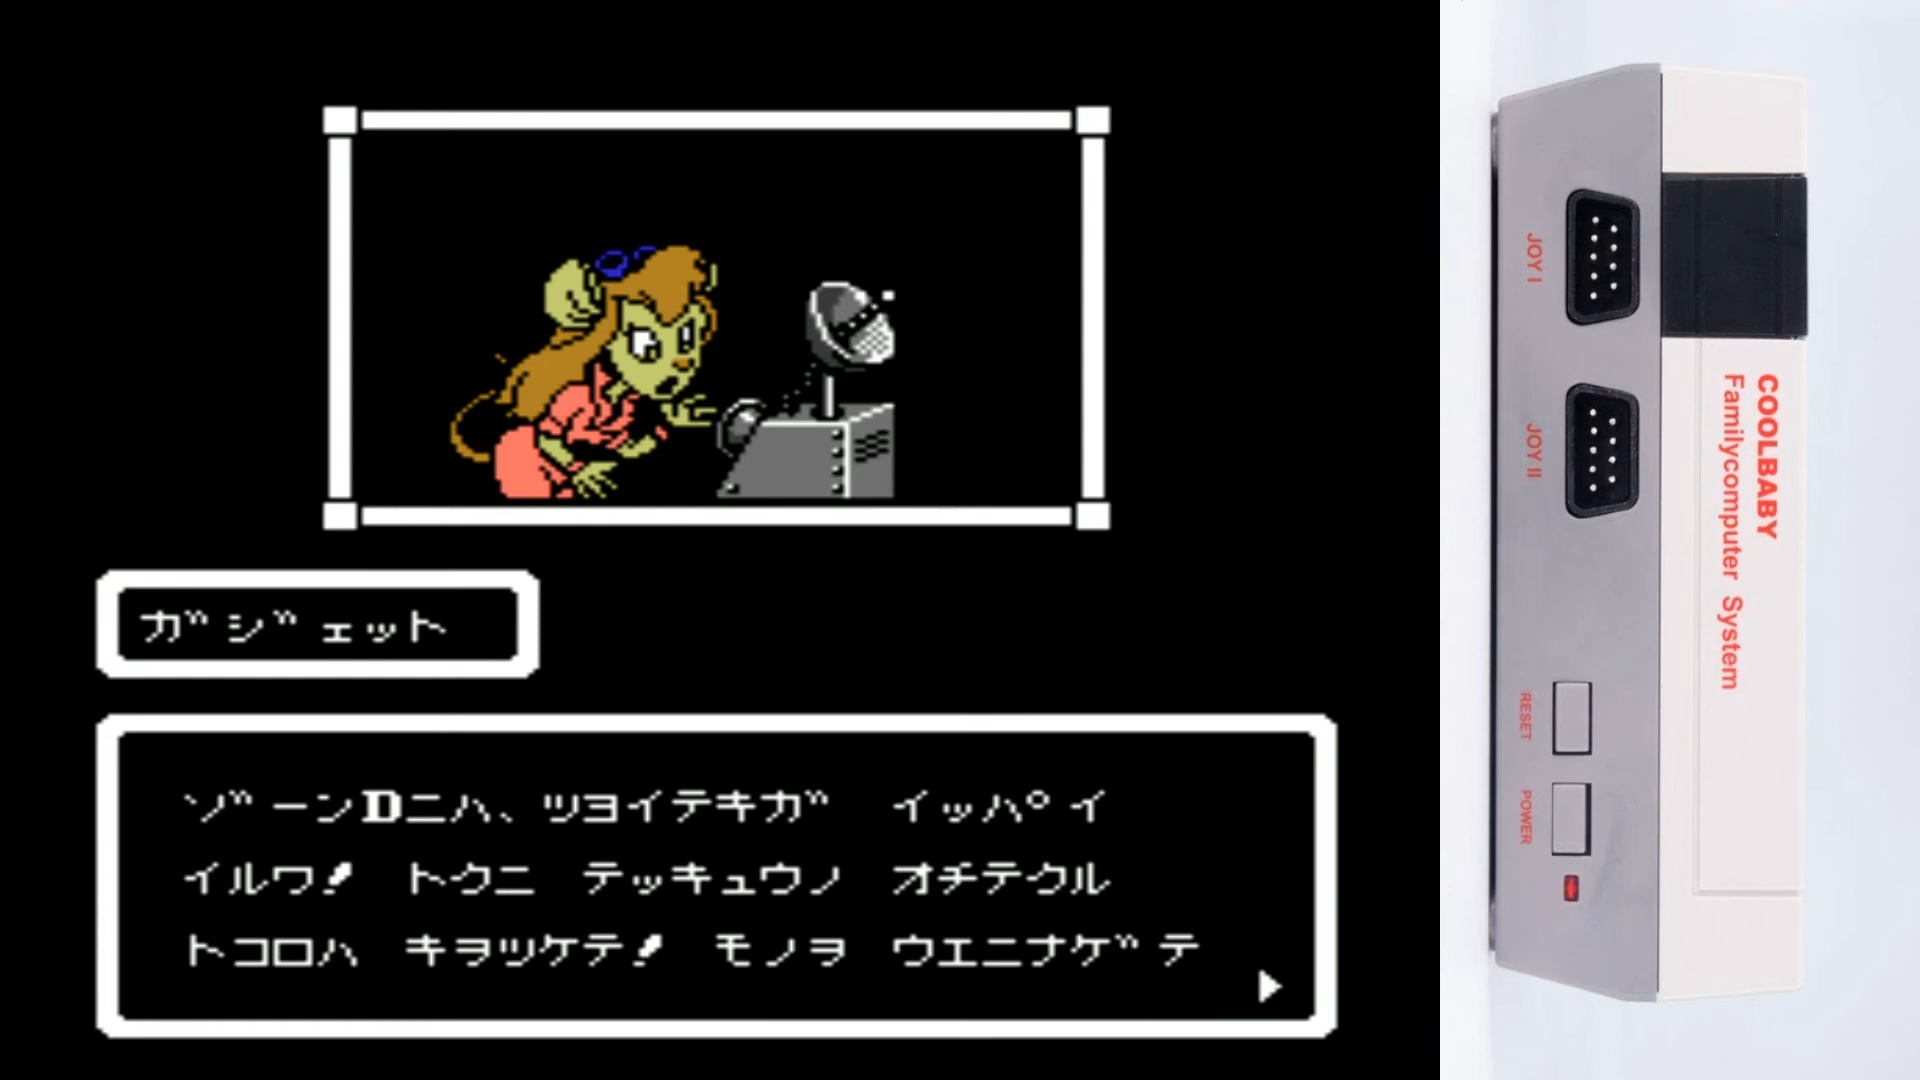 ガジェット
ゾーンDニハ、ツヨイテキガ イッパイ
イルワ! トクニ テッキュウノ オチテクル
トコロハ キヲツケテ! モノヲ ウエニナゲテ
JOY I
JOY II
COOLBABY
Familycomputer System
RESET
POWER